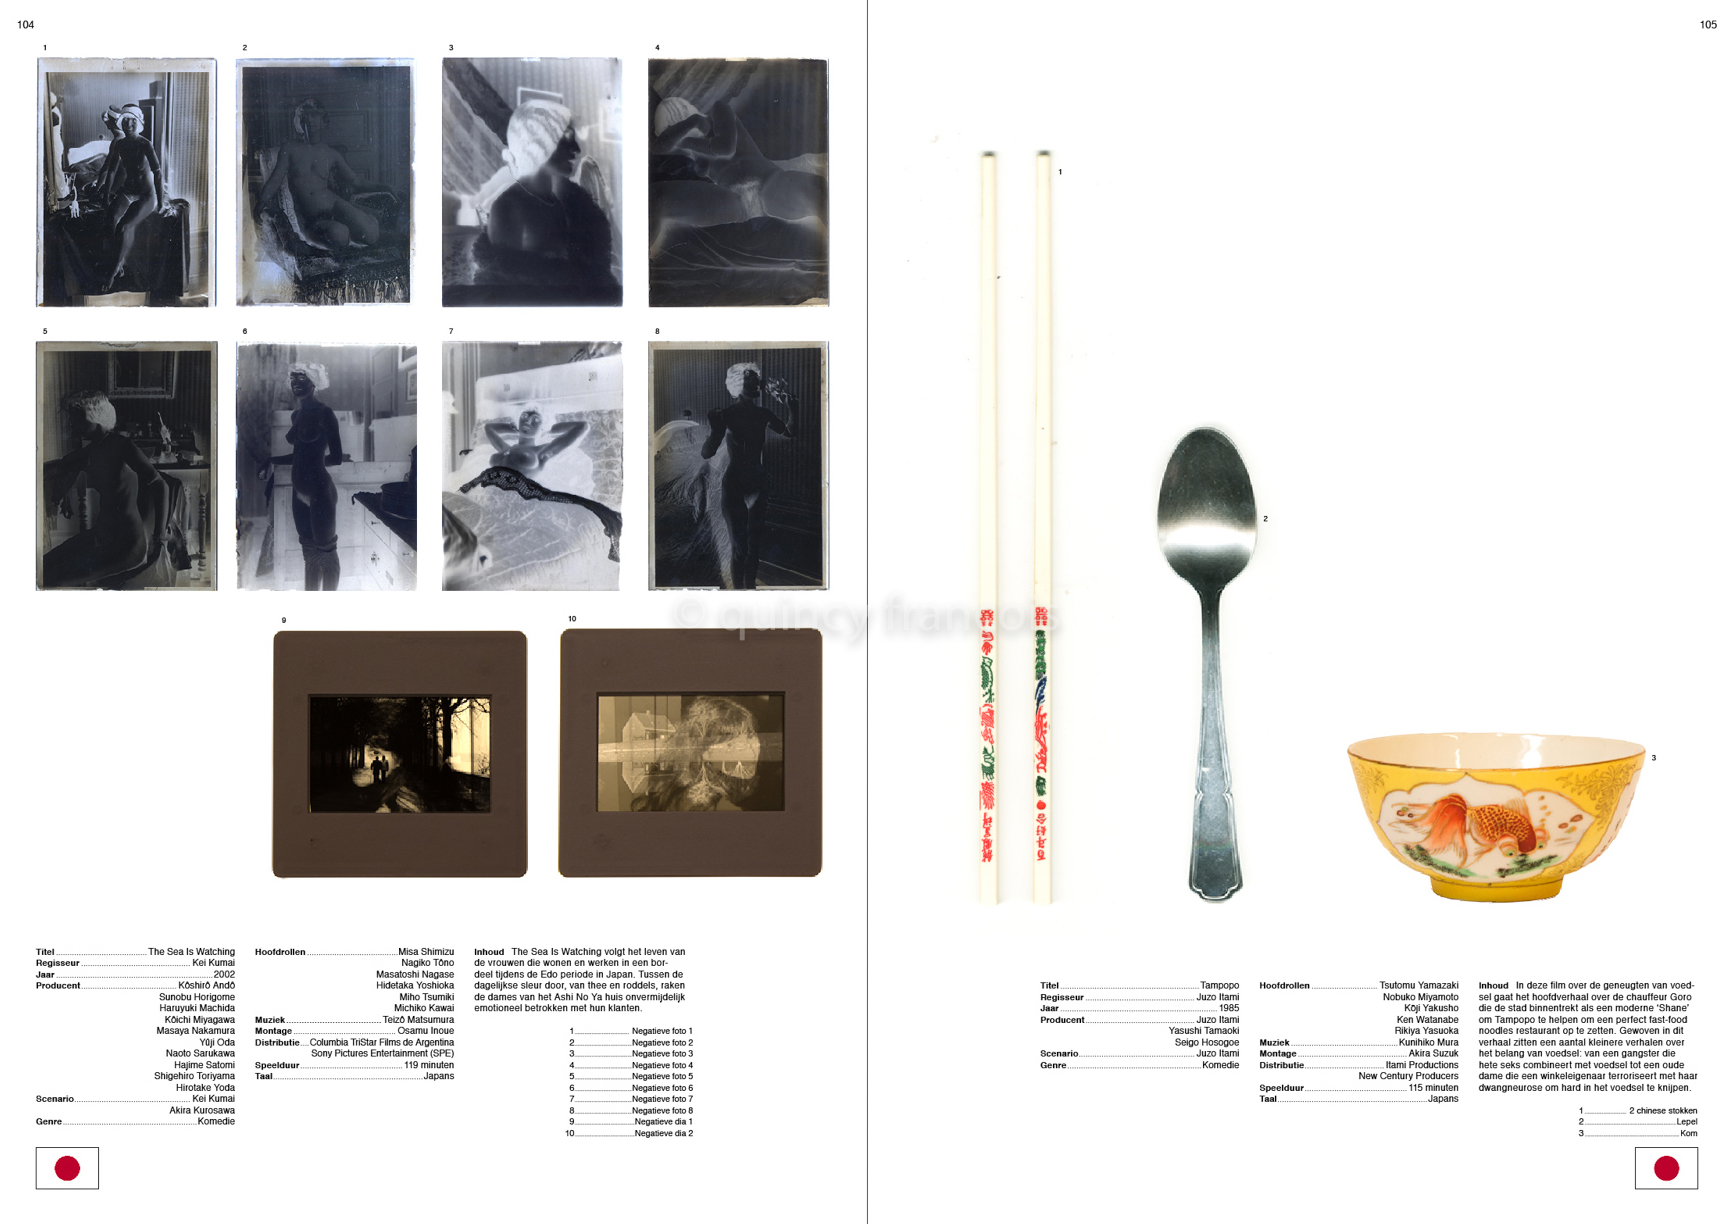 104
105
1
2
3
4
5
6
7
8
9
10
Titel The Sea Is Watching
Regisseur Kei Kumai
Jaar 2002
Producent Kôshirô Andô
Sunobu Horigome
Haruyuki Machida
Kôichi Miyagawa
Masaya Nakamura
Yûji Oda
Naoto Sarukawa
Hajime Satomi
Shigehiro Toriyama
Hirotake Yoda
Scenario Kei Kumai
Akira Kurosawa
Genre Komedie
Hoofdrollen Misa Shimizu
Nagiko Tôno
Masatoshi Nagase
Hidetaka Yoshioka
Miho Tsumiki
Michiko Kawai
Muziek Teizô Matsumura
Montage Osamu Inoue
Distributie Columbia TriStar Films de Argentina
Sony Pictures Entertainment (SPE)
Speelduur 119 minuten
Taal Japans
Inhoud The Sea Is Watching volgt het leven van
de vrouwen die wonen en werken in een bor-
deel tijdens de Edo periode in Japan. Tussen de
dagelijkse sleur door, van thee en roddels, raken
de dames van het Ashi No Ya huis onvermijdelijk
emotioneel betrokken met hun klanten.
1 Negatieve foto 1
2 Negatieve foto 2
3 Negatieve foto 3
4 Negatieve foto 4
5 Negatieve foto 5
6 Negatieve foto 6
7 Negatieve foto 7
8 Negatieve foto 8
9 Negatieve dia 1
10 Negatieve dia 2
© quincy francois
1
2
3
Titel Tampopo
Regisseur Juzo Itami
Jaar 1985
Producent Juzo Itami
Yasushi Tamaoki
Seigo Hosogoe
Scenario Juzo Itami
Genre Komedie
Hoofdrollen Tsutomu Yamazaki
Nobuko Miyamoto
Kôji Yakusho
Ken Watanabe
Rikiya Yasuoka
Muziek Kunihiko Mura
Montage Akira Suzuk
Distributie Itami Productions
New Century Producers
Speelduur 115 minuten
Taal Japans
Inhoud In deze film over de geneugten van voed-
sel gaat het hoofdverhaal over de chauffeur Goro
die de stad binnentrekt als een moderne 'Shane'
om Tampopo te helpen om een perfect fast-food
noodles restaurant op te zetten. Gewoven in dit
verhaal zitten een aantal kleinere verhalen over
het belang van voedsel: van een gangster die
hete seks combineert met voedsel tot een oude
dame die een winkeleigenaar terroriseert met haar
dwangneurose om hard in het voedsel te knijpen.
1 2 chinese stokken
2 Lepel
3 Kom